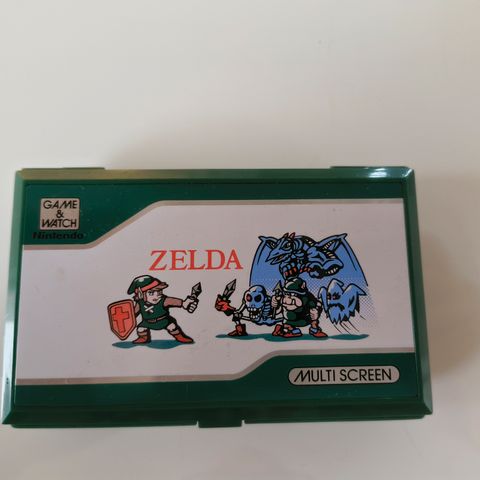 GAME
&
WATCH
Nintendo
ZELDA
MULTI SCREEN